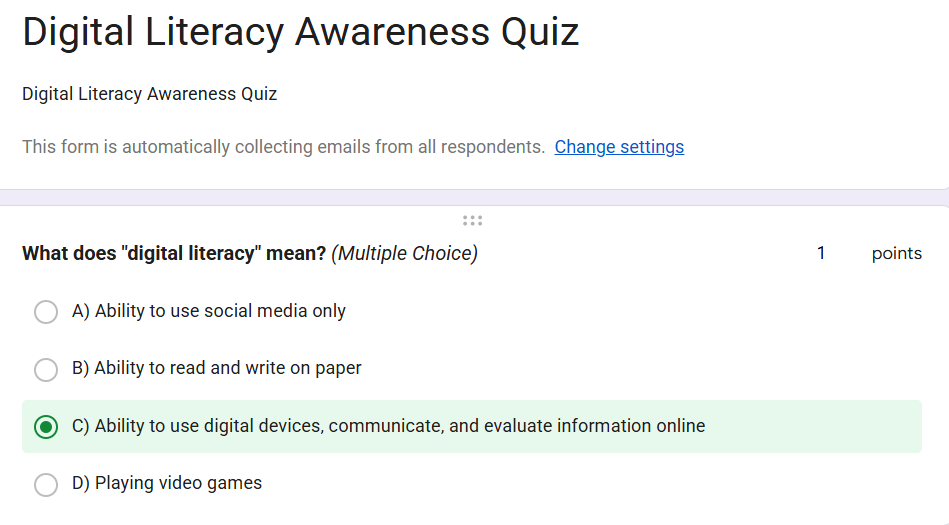 Digital Literacy Awareness Quiz
Digital Literacy Awareness Quiz
This form is automatically collecting emails from all respondents. Change settings
What does "digital literacy" mean? (Multiple Choice) 1 points
A) Ability to use social media only
B) Ability to read and write on paper
C) Ability to use digital devices, communicate, and evaluate information online
D) Playing video games